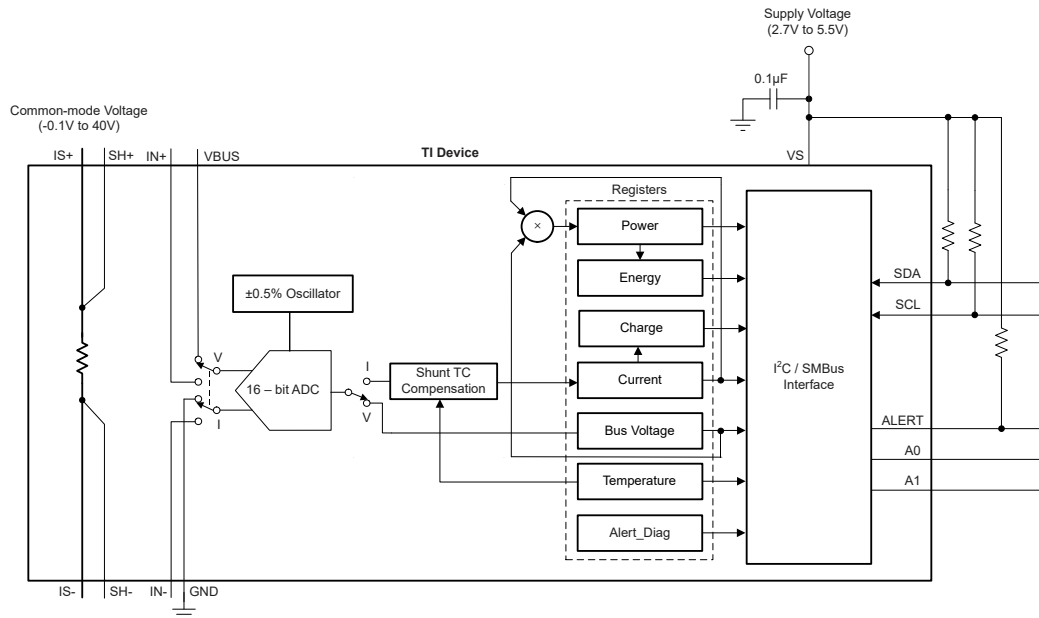 Supply Voltage
(2.7V to 5.5V)
0.1µF
Common-mode Voltage
(-0.1V to 40V)
IS+
SH+
IN+
VBUS
TI Device
VS
Registers
×
Power
Energy
±0.5% Oscillator
Charge
V
I
16 – bit ADC
I
V
Shunt TC
Compensation
Current
Bus Voltage
Temperature
Alert_Diag
I²C / SMBus
Interface
SDA
SCL
ALERT
A0
A1
IS-
SH-
IN-
GND